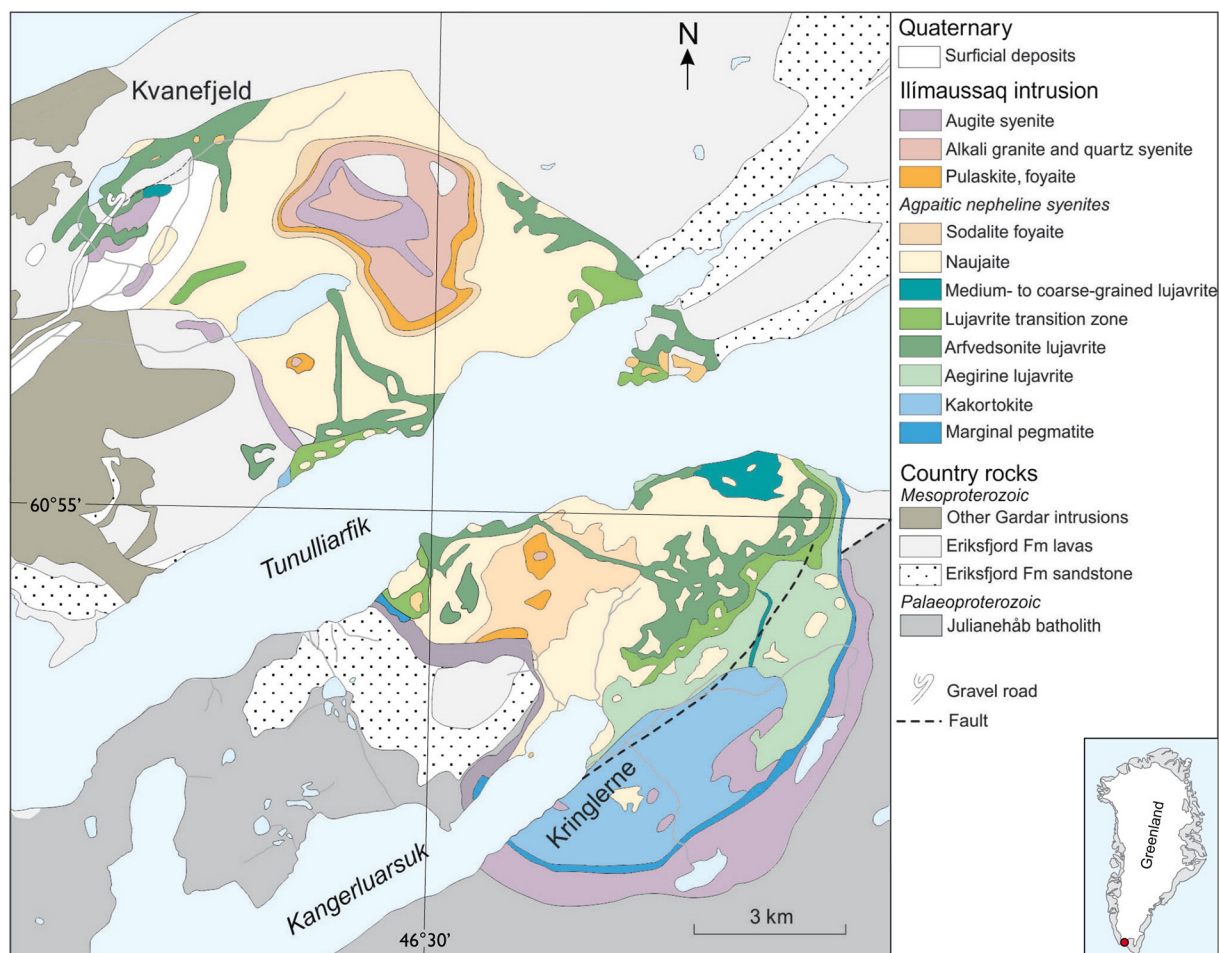 Kvanefjeld
N
60°55’
Tunulliarfik
Kringlerne
Kangerluarsuk
46°30’
3 km
Quaternary
Surficial deposits
Ilímaussaq intrusion
Augite syenite
Alkali granite and quartz syenite
Pulaskite, foyaite
Agpaitic nepheline syenites
Sodalite foyaite
Naujaite
Medium- to coarse-grained lujavrite
Lujavrite transition zone
Arfvedsonite lujavrite
Aegirine lujavrite
Kakortokite
Marginal pegmatite
Country rocks
Mesoproterozoic
Other Gardar intrusions
Eriksfjord Fm lavas
Eriksfjord Fm sandstone
Palaeoproterozoic
Julianehåb batholith
Gravel road
Fault
Greenland